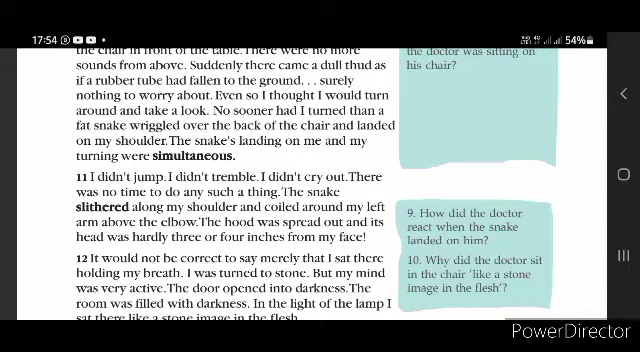 17:54
54%
the chair in front of the table. There were no more
sounds from above. Suddenly there came a dull thud as
if a rubber tube had fallen to the ground. . . surely
nothing to worry about. Even so I thought I would turn
around and take a look. No sooner had I turned than a
fat snake wriggled over the back of the chair and landed
on my shoulder. The snake's landing on me and my
turning were simultaneous.
11 I didn't jump. I didn't tremble. I didn't cry out. There
was no time to do any such a thing. The snake
slithered along my shoulder and coiled around my left
arm above the elbow. The hood was spread out and its
head was hardly three or four inches from my face!
12 It would not be correct to say merely that I sat there
holding my breath. I was turned to stone. But my mind
was very active. The door opened into darkness. The
room was filled with darkness. In the light of the lamp I
sat there like a stone image in the flesh.
the doctor was sitting on
his chair?
9. How did the doctor
react when the snake
landed on him?
10. Why did the doctor sit
in the chair 'like a stone
image in the flesh'?
PowerDirector